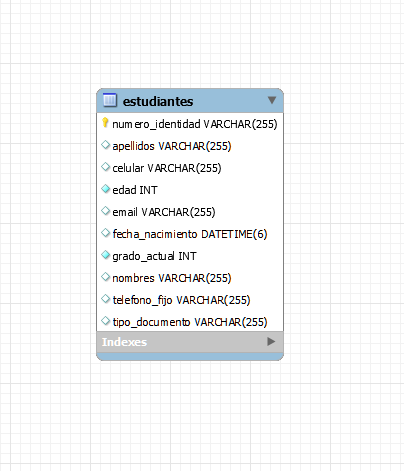 estudiantes
numero_identidad VARCHAR(255)
apellidos VARCHAR(255)
celular VARCHAR(255)
edad INT
email VARCHAR(255)
fecha_nacimiento DATETIME(6)
grado_actual INT
nombres VARCHAR(255)
telefono_fijo VARCHAR(255)
tipo_documento VARCHAR(255)
Indexes